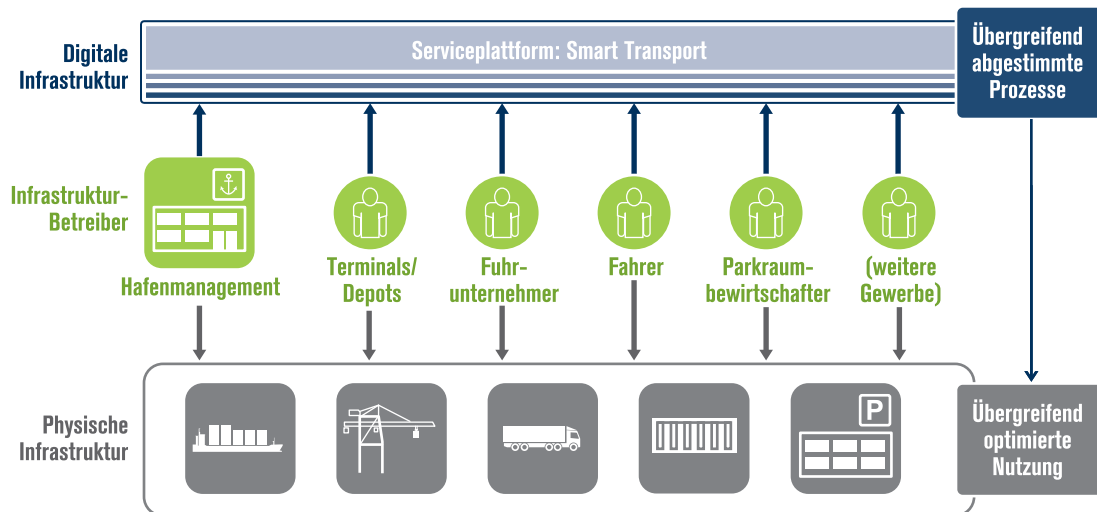 Digitale
Infrastruktur
Serviceplattform: Smart Transport
Übergreifend
abgestimmte
Prozesse
Infrastruktur-
Betreiber
Hafenmanagement
Terminals/
Depots
Fuhr-
unternehmer
Fahrer
Parkraum-
bewirtschafter
(weitere
Gewerbe)
Physische
Infrastruktur
P
Übergreifend
optimierte
Nutzung